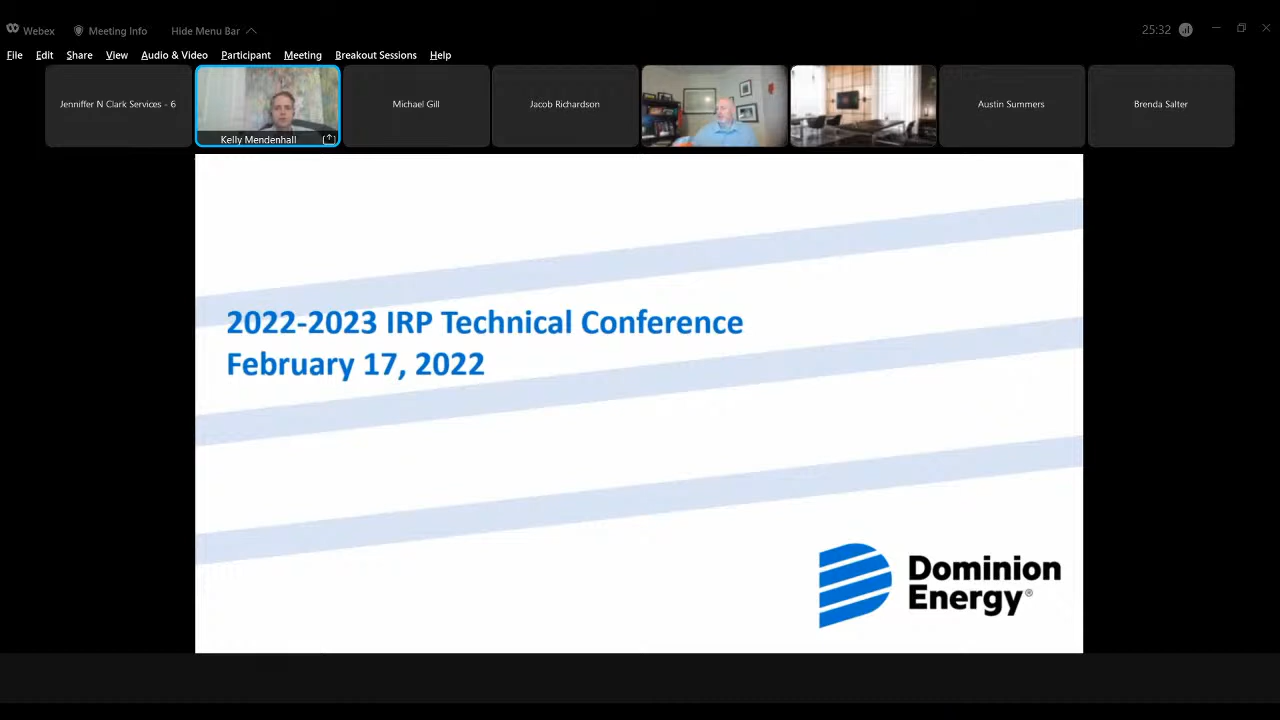 Webex
Meeting Info
Hide Menu Bar
25:32
File
Edit
Share
View
Audio & Video
Participant
Meeting
Breakout Sessions
Help
Jenniffer N Clark Services - 6
Kelly Mendenhall
Michael Gill
Jacob Richardson
Austin Summers
Brenda Salter
2022-2023 IRP Technical Conference
February 17, 2022
Dominion
Energy®